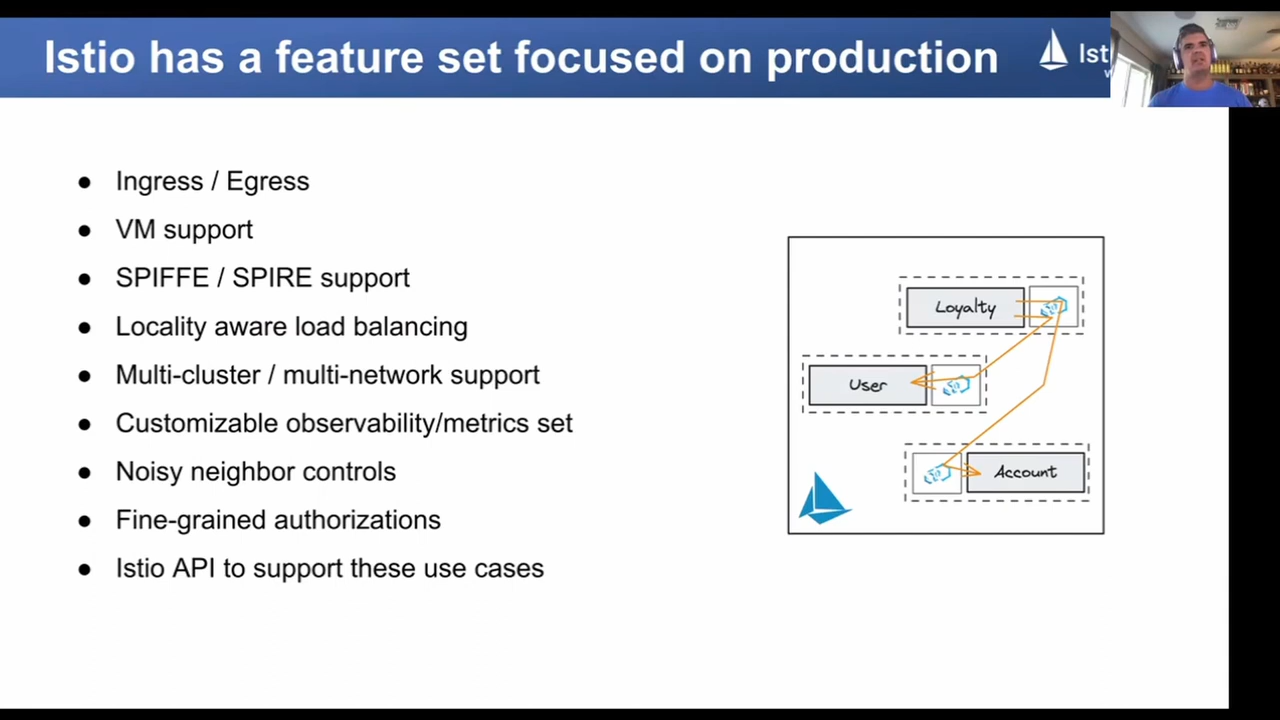 Istio has a feature set focused on production
Ist
● Ingress / Egress
● VM support
● SPIFFE / SPIRE support
● Locality aware load balancing
● Multi-cluster / multi-network support
● Customizable observability/metrics set
● Noisy neighbor controls
● Fine-grained authorizations
● Istio API to support these use cases
Loyalty
User
Account